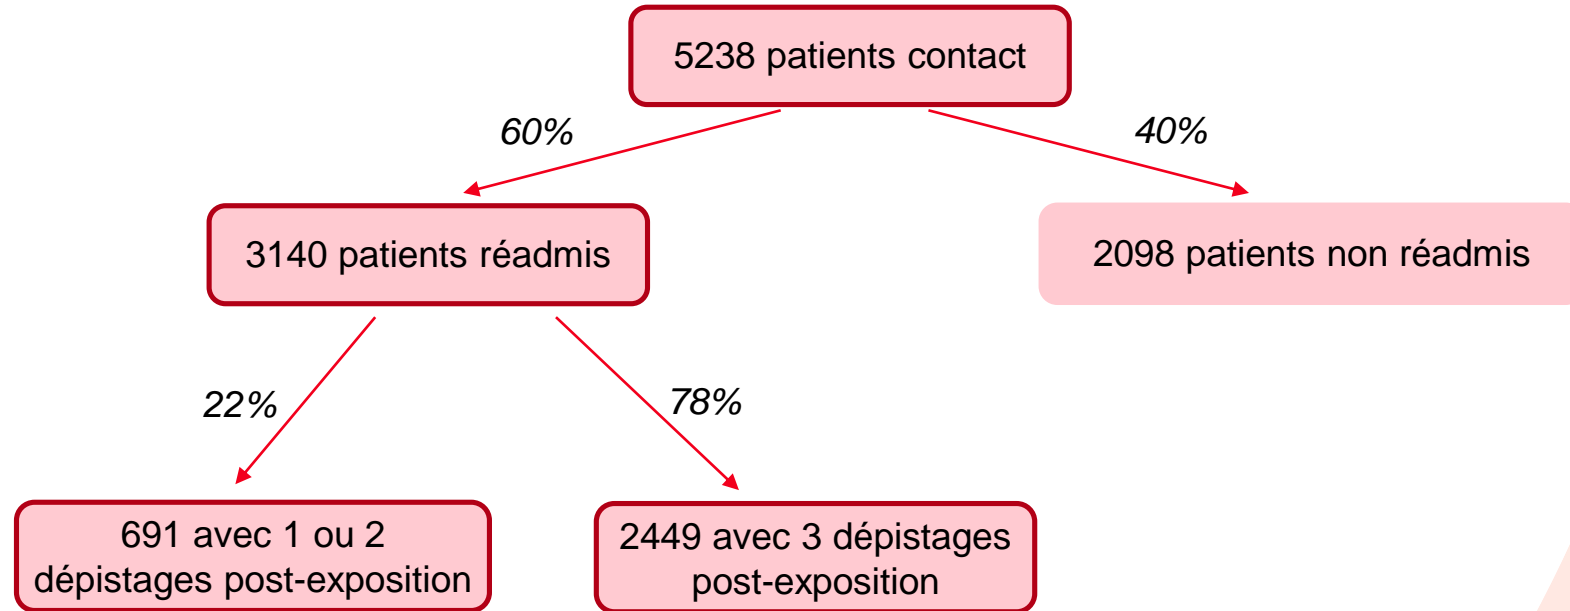 5238 patients contact
60%
40%
3140 patients réadmis
2098 patients non réadmis
22%
78%
691 avec 1 ou 2
dépistages post-exposition
2449 avec 3 dépistages
post-exposition